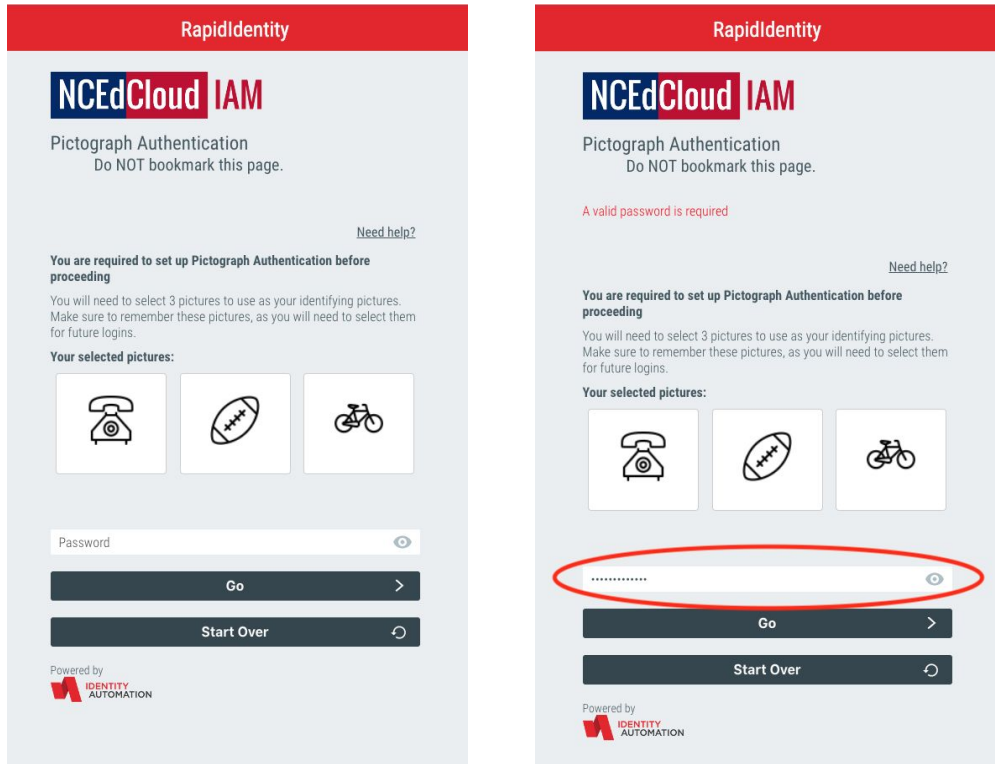 RapidIdentity
NCEdCloud IAM
Pictograph Authentication
Do NOT bookmark this page.
Need help?
You are required to set up Pictograph Authentication before
proceeding
You will need to select 3 pictures to use as your identifying pictures.
Make sure to remember these pictures, as you will need to select them
for future logins.
Your selected pictures:
Password
Go
Start Over
Powered by
IDENTITY
AUTOMATION
RapidIdentity
NCEdCloud IAM
Pictograph Authentication
Do NOT bookmark this page.
A valid password is required
Need help?
You are required to set up Pictograph Authentication before
proceeding
You will need to select 3 pictures to use as your identifying pictures.
Make sure to remember these pictures, as you will need to select them
for future logins.
Your selected pictures:
•••••••••••••
Go
Start Over
Powered by
IDENTITY
AUTOMATION